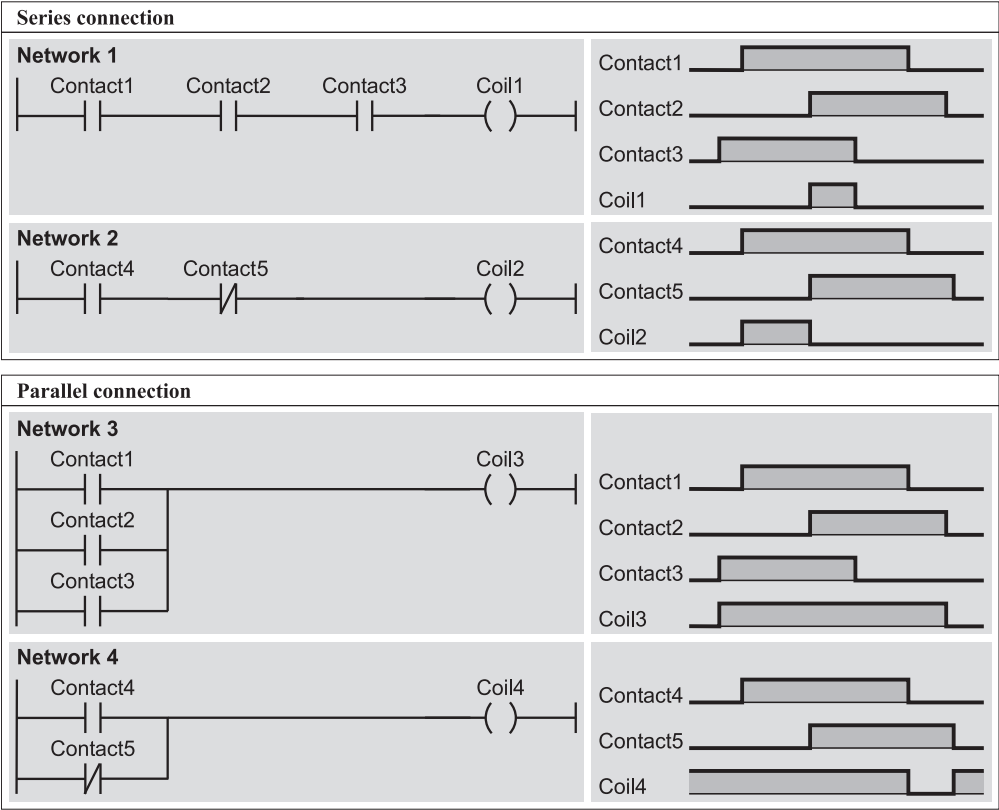 Series connection
Network 1
Contact1 Contact2 Contact3 Coil1
Contact1
Contact2
Contact3
Coil1
Network 2
Contact4 Contact5 Coil2
Contact4
Contact5
Coil2
Parallel connection
Network 3
Contact1 Coil3
Contact2
Contact3
Contact1
Contact2
Contact3
Coil3
Network 4
Contact4 Coil4
Contact5
Contact4
Contact5
Coil4